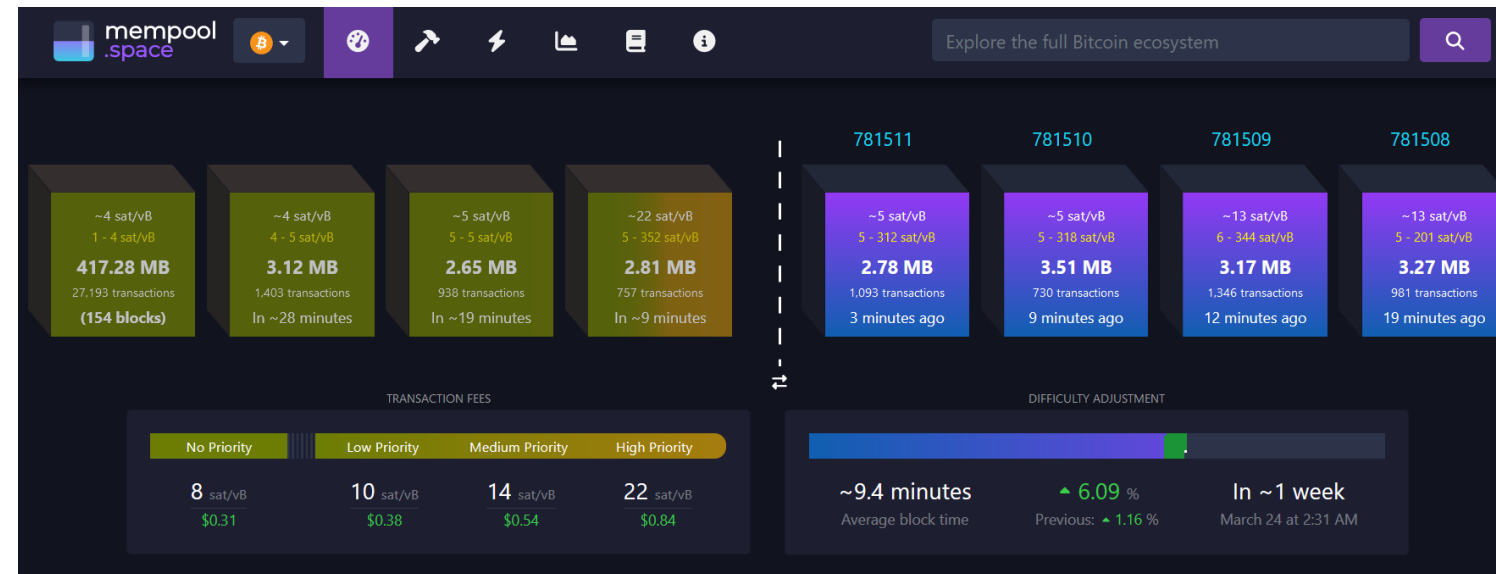 mempool
.space
Explore the full Bitcoin ecosystem
781511
781510
781509
781508
~4 sat/vB
1 - 4 sat/vB
417.28 MB
27,193 transactions
(154 blocks)
~4 sat/vB
4 - 5 sat/vB
3.12 MB
1,403 transactions
In ~28 minutes
~5 sat/vB
5 - 5 sat/vB
2.65 MB
938 transactions
In ~19 minutes
~22 sat/vB
5 - 352 sat/vB
2.81 MB
757 transactions
In ~9 minutes
~5 sat/vB
5 - 312 sat/vB
2.78 MB
1,093 transactions
3 minutes ago
~5 sat/vB
5 - 318 sat/vB
3.51 MB
730 transactions
9 minutes ago
~13 sat/vB
6 - 344 sat/vB
3.17 MB
1,346 transactions
12 minutes ago
~13 sat/vB
5 - 201 sat/vB
3.27 MB
981 transactions
19 minutes ago
TRANSACTION FEES
No Priority
Low Priority
Medium Priority
High Priority
8 sat/vB
10 sat/vB
14 sat/vB
22 sat/vB
$0.31
$0.38
$0.54
$0.84
DIFFICULTY ADJUSTMENT
~9.4 minutes
Average block time
6.09 %
Previous: 1.16 %
In ~1 week
March 24 at 2:31 AM